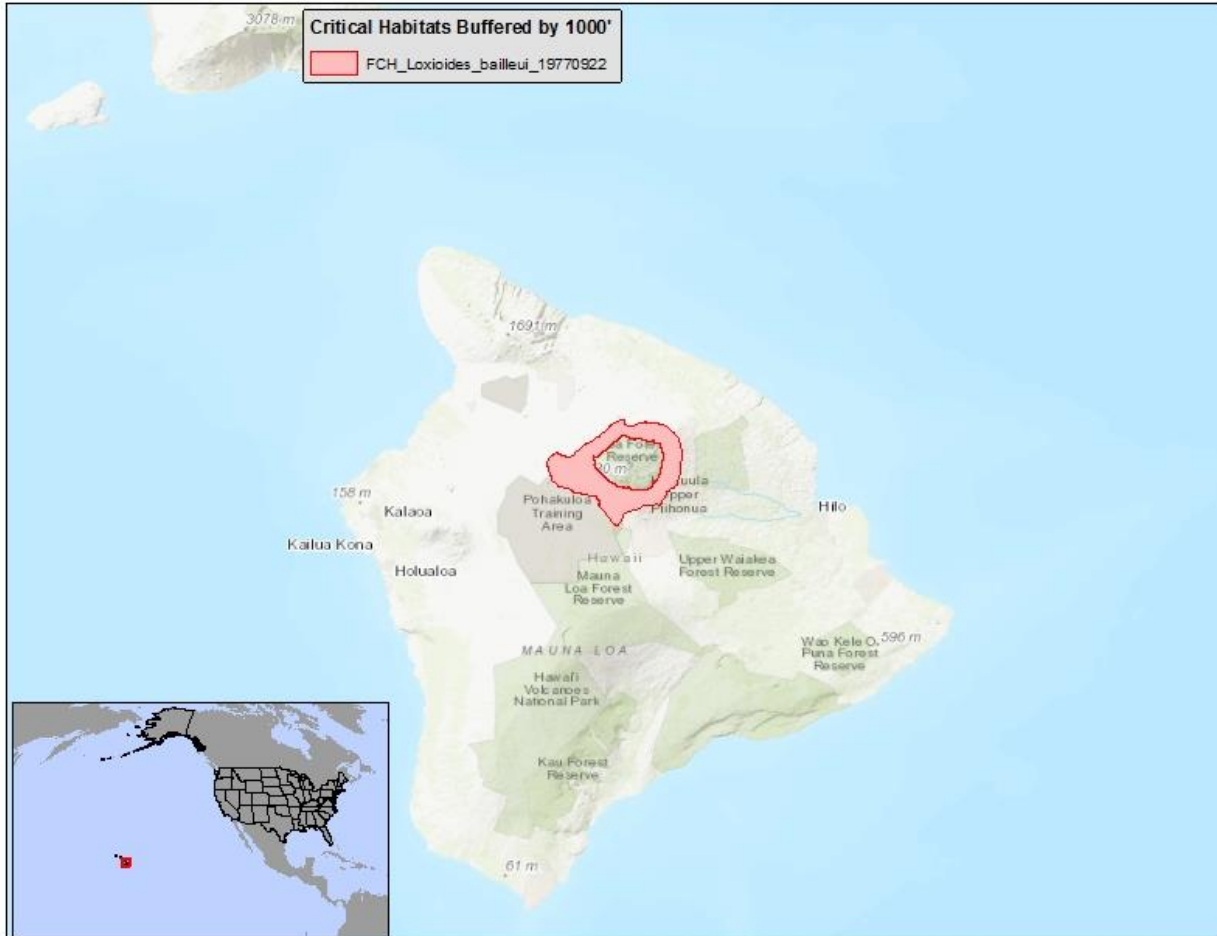 3078 m
Critical Habitats Buffered by 1000'
FCH_Loxioides_bailleui_19770922
1691 m
Reserve
158 m
Kalaoa
Pohakuloa
Training
Area
Upper
Piihonua
Hilo
Kailua Kona
Holualoa
Hawaii
Mauna
Loa Forest
Reserve
Upper Waiakea
Forest Reserve
MAUNA LOA
Wao Kele O
Puna Forest
Reserve
596 m
Hawai'i
Volcanoes
National Park
Kau Forest
Reserve
61 m